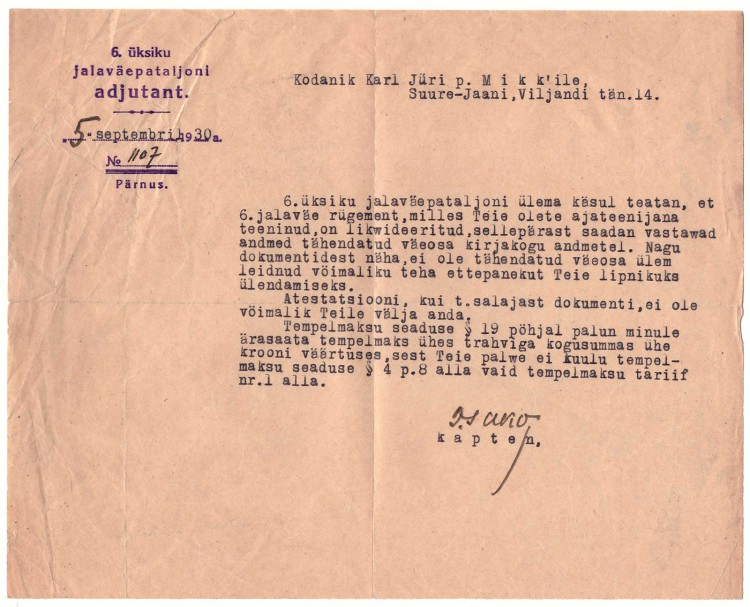 6. üksiku
jalaväepataljoni
adjutant.
"5" septembril 1930a.
№ 1107
Pärnus.
Kodanik Karl Jüri p. M i k k'ile,
Suure-Jaani,Viljandi tän.14.
6.üksiku jalaväepataljoni ülema käsul teatan, et
6.jalaväe rügement,milles Teie olete ajateenijana
teeninud,on likwideeritud,sellepärast saadan vastawad
andmed tähendatud väeosa kirjakogu andmetel. Nagu
dokumentidest näha,ei ole tähendatud väeosa ülem
leidnud võimaliku teha ettepanekut Teie lipnikuks
ülendamiseks.
Atestatsiooni, kui t.salajast dokumenti,ei ole
võimalik Teile välja anda.
Tempelmaksu seaduse § 19 põhjal palun minule
ärasaata tempelmaks ühes trahviga kogusummas ühe
krooni väärtuses,sest Teie palwe ei kuulu tempel-
maksu seaduse § 4 p.8 alla vaid tempelmaksu tariif
nr.1 alla.
k a p t e n,